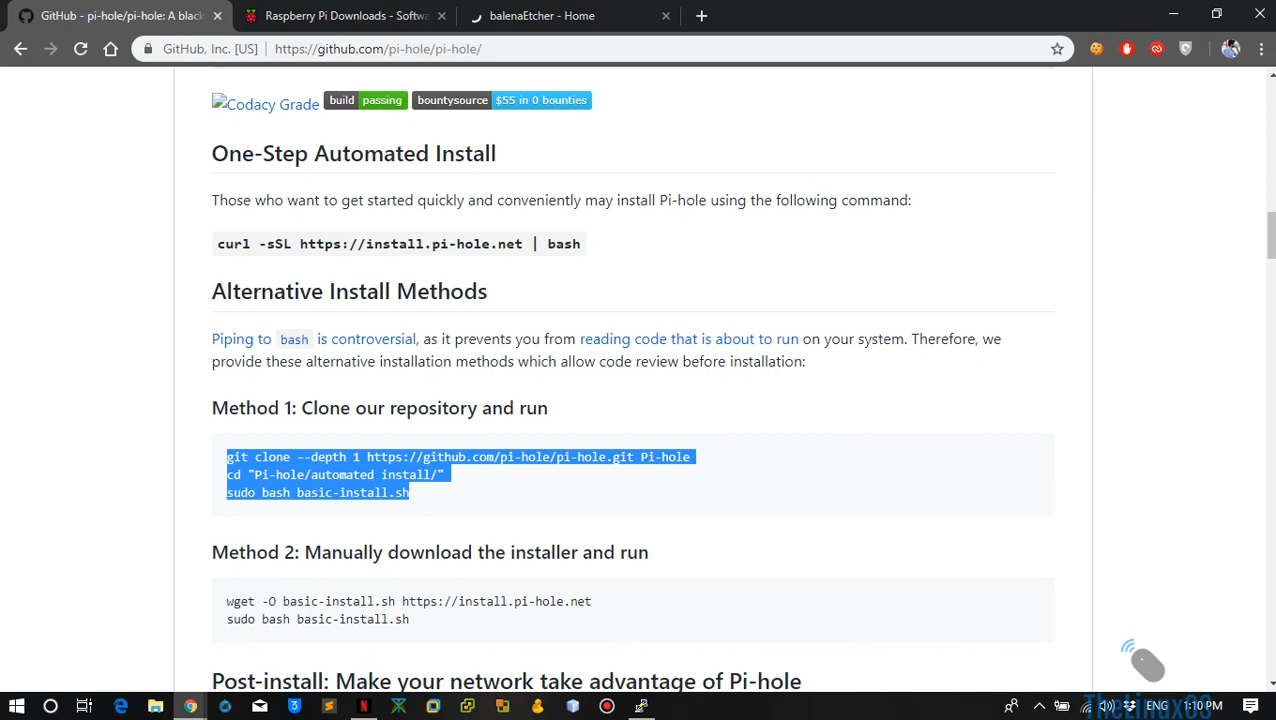 GitHub - pi-hole/pi-hole: A black
Raspberry Pi Downloads - Softwa
balenaEtcher - Home
GitHub, Inc. [US]
https://github.com/pi-hole/pi-hole/
Codacy Grade
build passing
bountysource $55 in 0 bounties
One-Step Automated Install
Those who want to get started quickly and conveniently may install Pi-hole using the following command:
curl -sSL https://install.pi-hole.net | bash
Alternative Install Methods
Piping to bash is controversial, as it prevents you from reading code that is about to run on your system. Therefore, we
provide these alternative installation methods which allow code review before installation:
Method 1: Clone our repository and run
git clone --depth 1 https://github.com/pi-hole/pi-hole.git Pi-hole
cd "Pi-hole/automated install/"
sudo bash basic-install.sh
Method 2: Manually download the installer and run
wget -O basic-install.sh https://install.pi-hole.net
sudo bash basic-install.sh
Post-install: Make your network take advantage of Pi-hole
ENG
1:10 PM